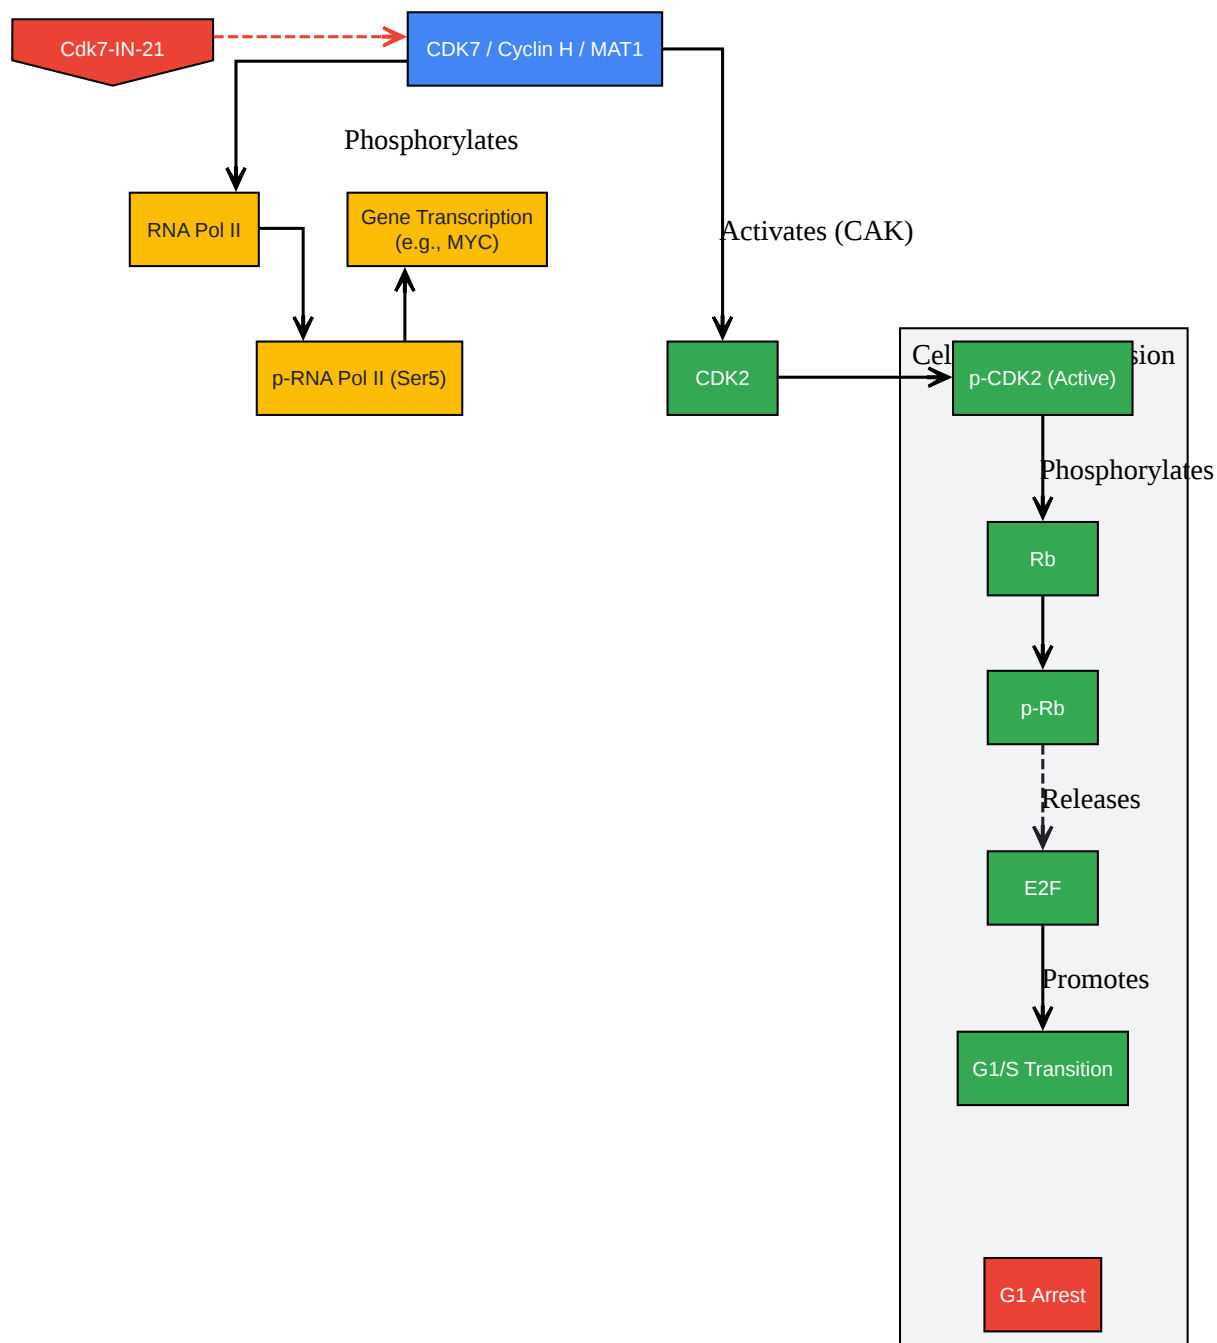 Cdk7-IN-21
CDK7 / Cyclin H / MAT1
Phosphorylates
RNA Pol II
Gene Transcription
(e.g., MYC)
Activates (CAK)
p-RNA Pol II (Ser5)
CDK2
p-CDK2 (Active)
Phosphorylates
Rb
p-Rb
Releases
E2F
Promotes
G1/S Transition
G1 Arrest